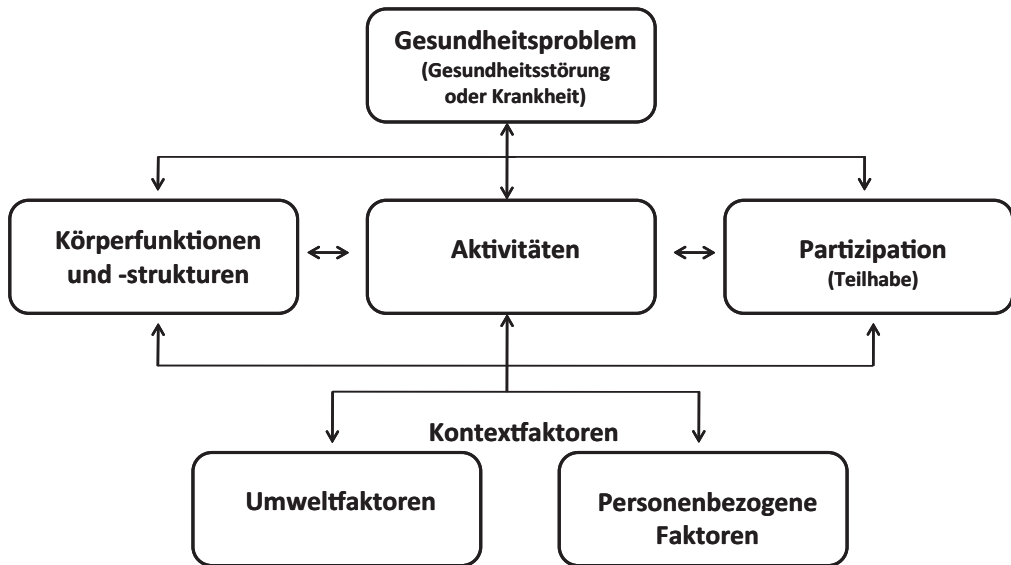 Gesundheitsproblem
(Gesundheitsstörung
oder Krankheit)
Körperfunktionen
und -strukturen
Aktivitäten
Partizipation
(Teilhabe)
Kontextfaktoren
Umweltfaktoren
Personenbezogene
Faktoren